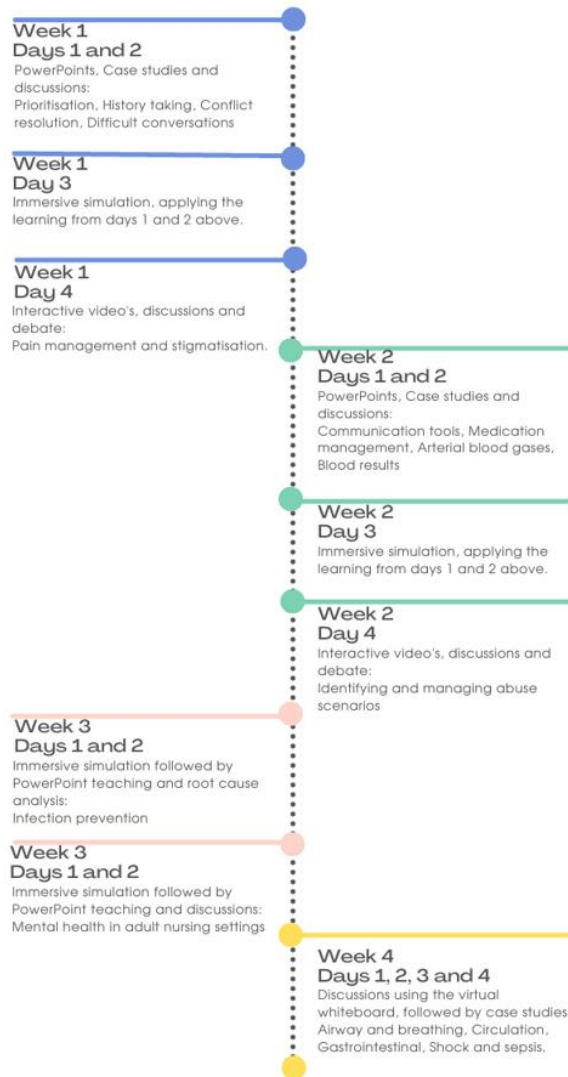 Week 1
Days 1 and 2
PowerPoints, Case studies and
discussions:
Prioritisation, History taking, Conflict
resolution, Difficult conversations
Week 1
Day 3
Immersive simulation, applying the
learning from days 1 and 2 above.
Week 1
Day 4
Interactive video's, discussions and
debate:
Pain management and stigmatisation.
Week 2
Days 1 and 2
PowerPoints, Case studies and
discussions:
Communication tools, Medication
management, Arterial blood gases,
Blood results
Week 2
Day 3
Immersive simulation, applying the
learning from days 1 and 2 above.
Week 2
Day 4
Interactive video's, discussions and
debate:
Identifying and managing abuse
scenarios
Week 3
Days 1 and 2
Immersive simulation followed by
PowerPoint teaching and root cause
analysis:
Infection prevention
Week 3
Days 1 and 2
Immersive simulation followed by
PowerPoint teaching and discussions:
Mental health in adult nursing settings
Week 4
Days 1, 2, 3 and 4
Discussions using the virtual
whiteboard, followed by case studies
Airway and breathing, Circulation,
Gastrointestinal, Shock and sepsis.